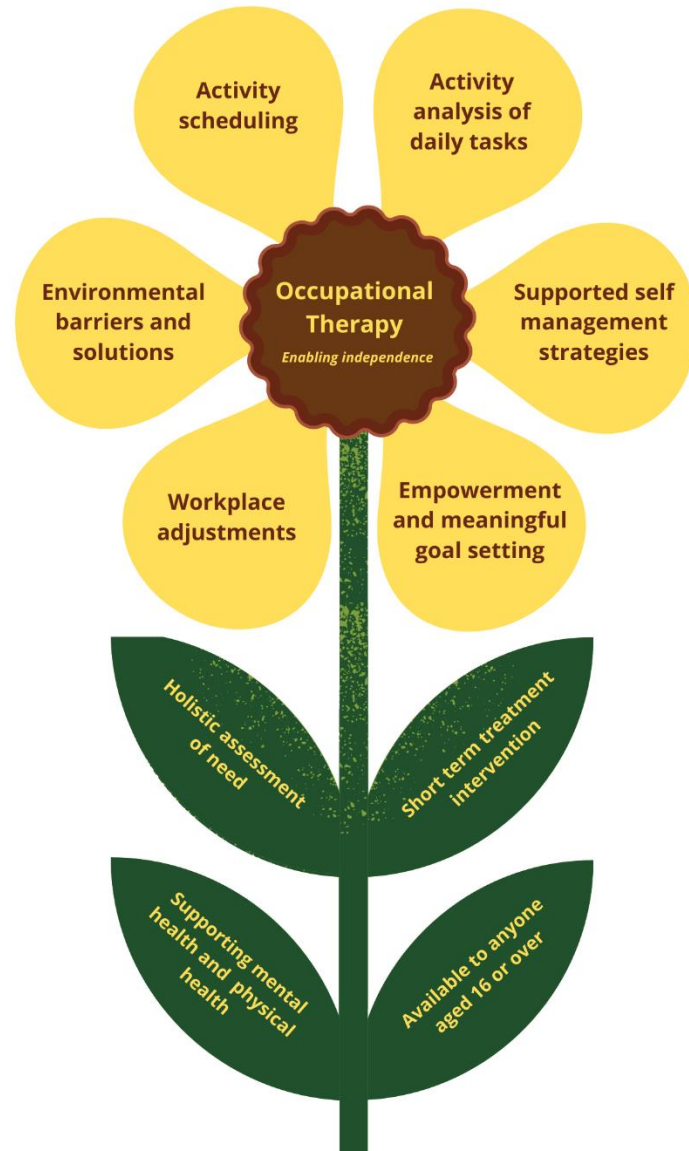 Activity
scheduling
Activity
analysis of
daily tasks
Environmental
barriers and
solutions
Occupational
Therapy
Enabling independence
Supported self
management
strategies
Workplace
adjustments
Empowerment
and meaningful
goal setting
Holistic assessment
of need
Short term treatment
intervention
Supporting mental
health and physical
health
Available to anyone
aged 16 or over